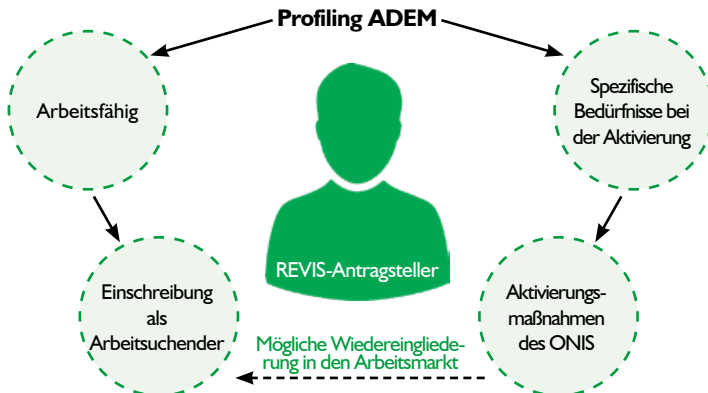 Profiling ADEM
Arbeitsfähig
Spezifische
Bedürfnisse bei
der Aktivierung
REVIS-Antragsteller
Einschreibung
als
Arbeitsuchender
Aktivierungs-
maßnahmen
des ONIS
Mögliche Wiedereingliede-
rung in den Arbeitsmarkt